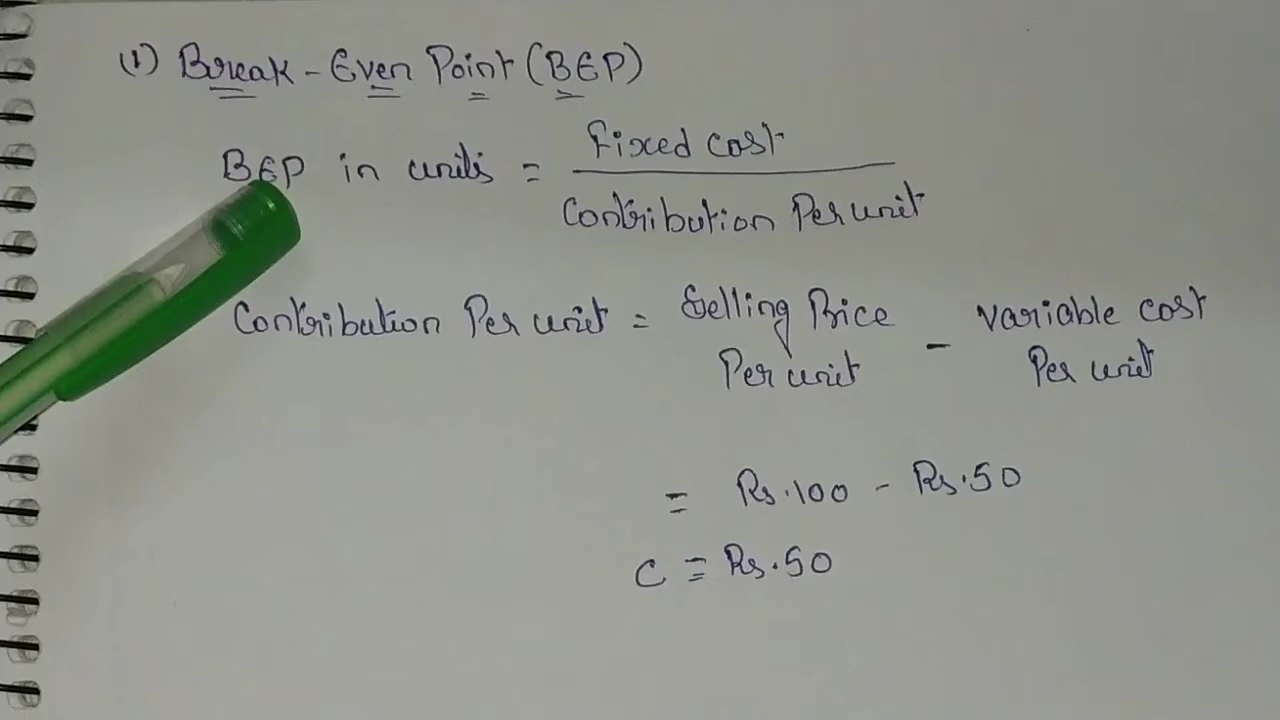 (1) Break-Even Point (BEP)
BEP in units = Fixed cost
Contribution Per unit
Contribution Per unit = Selling Price Per unit - variable cost Per unit
= Rs.100 - Rs.50
C = Rs.50